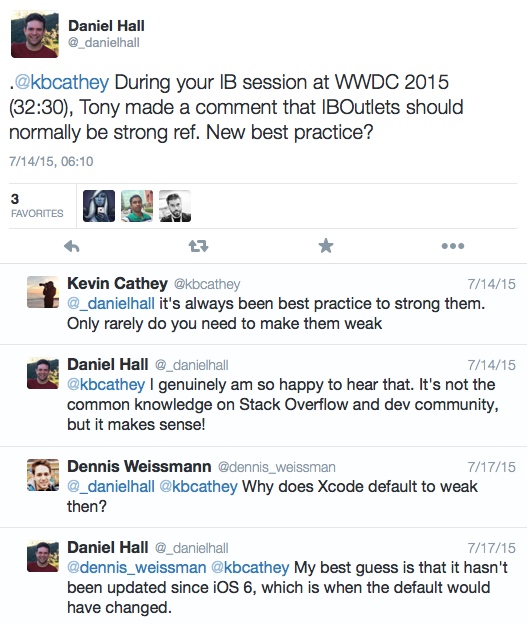 Daniel Hall
@_danielhall
.@kbcathey During your IB session at WWDC 2015
(32:30), Tony made a comment that IBOutlets should
normally be strong ref. New best practice?
7/14/15, 06:10
3
FAVORITES
Kevin Cathey @kbcathey 7/14/15
@_danielhall it's always been best practice to strong them.
Only rarely do you need to make them weak
Daniel Hall @_danielhall 7/14/15
@kbcathey I genuinely am so happy to hear that. It's not the
common knowledge on Stack Overflow and dev community,
but it makes sense!
Dennis Weissmann @dennis_weissman 7/17/15
@_danielhall @kbcathey Why does Xcode default to weak
then?
Daniel Hall @_danielhall 7/17/15
@dennis_weissman @kbcathey My best guess is that it hasn't
been updated since iOS 6, which is when the default would
have changed.